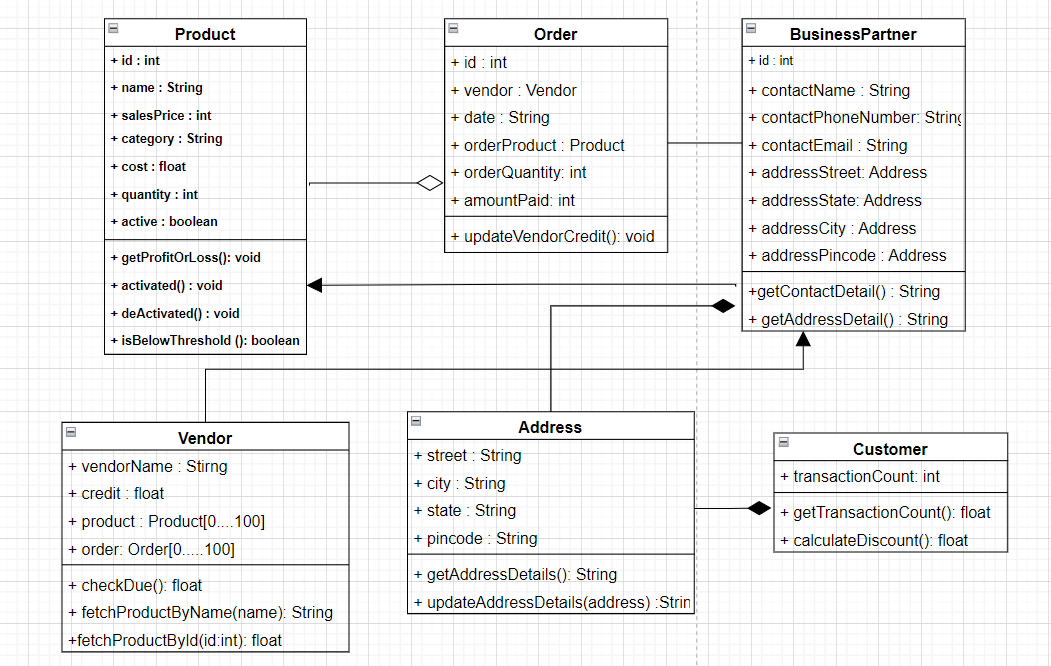 Product
+ id : int
+ name : String
+ salesPrice : int
+ category : String
+ cost : float
+ quantity : int
+ active : boolean
+ getProfitOrLoss(): void
+ activated() : void
+ deActivated() : void
+ isBelowThreshold (): boolean
Order
+ id : int
+ vendor : Vendor
+ date : String
+ orderProduct : Product
+ orderQuantity: int
+ amountPaid: int
+ updateVendorCredit(): void
BusinessPartner
+ id : int
+ contactName : String
+ contactPhoneNumber: String
+ contactEmail : String
+ addressStreet: Address
+ addressState: Address
+ addressCity : Address
+ addressPincode : Address
+getContactDetail() : String
+ getAddressDetail() : String
Vendor
+ vendorName : Stirng
+ credit : float
+ product : Product[0....100]
+ order: Order[0.....100]
+ checkDue(): float
+ fetchProductByName(name): String
+fetchProductById(id:int): float
Address
+ street : String
+ city : String
+ state : String
+ pincode : String
+ getAddressDetails(): String
+ updateAddressDetails(address) :Strin
Customer
+ transactionCount: int
+ getTransactionCount(): float
+ calculateDiscount(): float